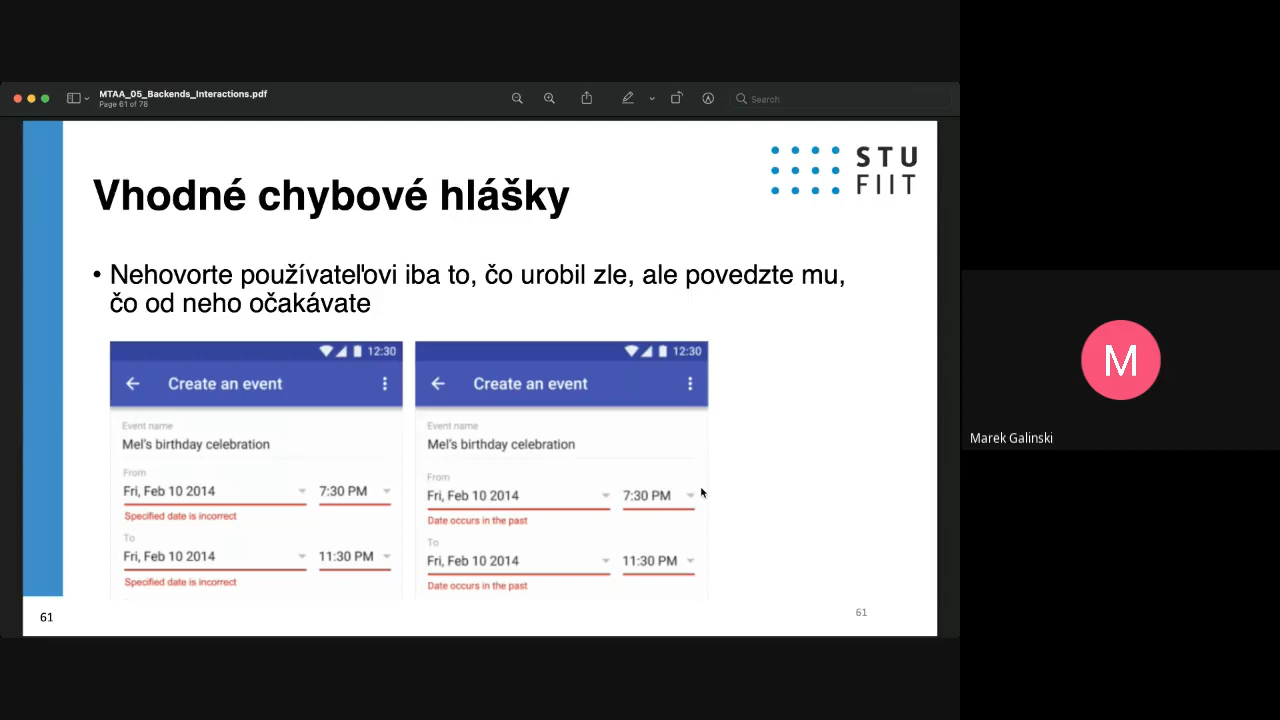 MTAA_05_Backends_Interactions.pdf
Page 61 of 78
Search
STU
FIIT
Vhodné chybové hlášky
• Nehovorte používateľovi iba to, čo urobil zle, ale povedzte mu,
čo od neho očakávate
12:30
Create an event
Event name
Mel's birthday celebration
From
Fri, Feb 10 2014 7:30 PM
Specified date is incorrect
To
Fri, Feb 10 2014 11:30 PM
Specified date is incorrect
12:30
Create an event
Event name
Mel's birthday celebration
From
Fri, Feb 10 2014 7:30 PM
Date occurs in the past
To
Fri, Feb 10 2014 11:30 PM
Date occurs in the past
61
61
M
Marek Galinski